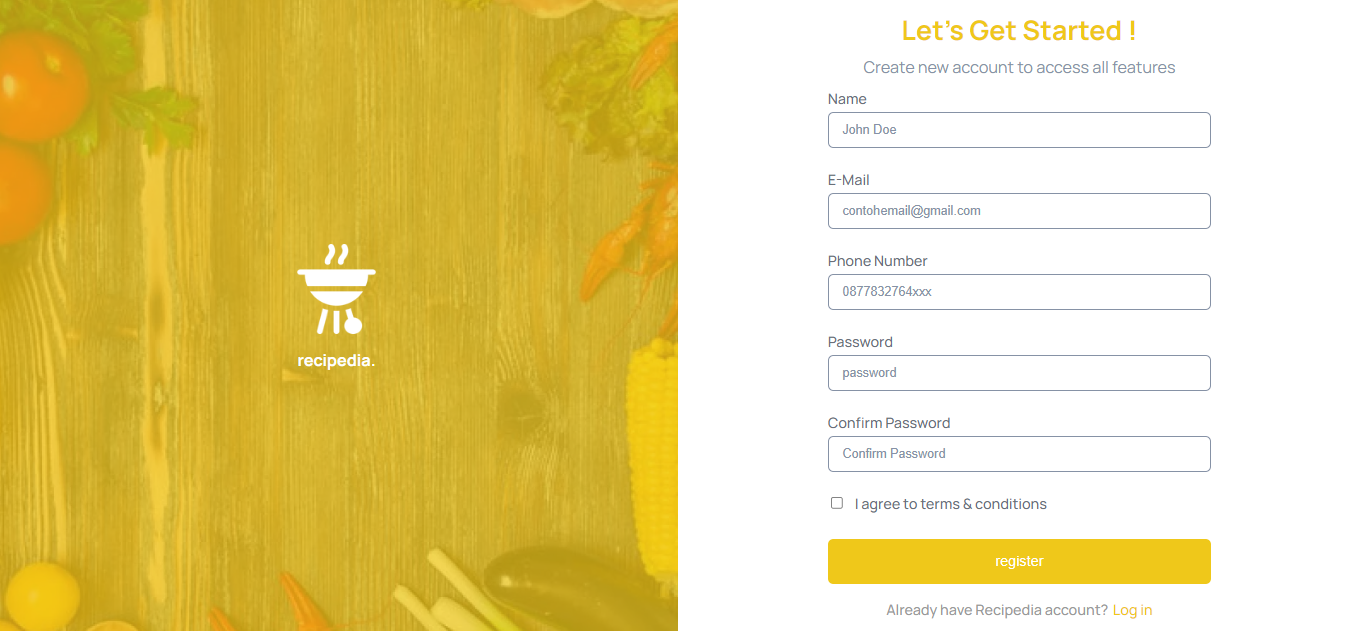 recipedia.
Let's Get Started !
Create new account to access all features
Name
John Doe
E-Mail
contohemail@gmail.com
Phone Number
0877832764xxx
Password
password
Confirm Password
Confirm Password
I agree to terms & conditions
register
Already have Recipedia account? Log in